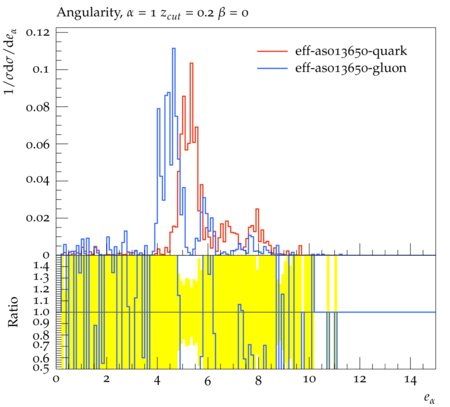 Angularity, α = 1 z_cut = 0.2 β = 0
1/σdσ/de_α
0.12
0.1
0.08
0.06
0.04
0.02
0
eff-as013650-quark
eff-as013650-gluon
Ratio
1.4
1.3
1.2
1.1
1.0
0.9
0.8
0.7
0.6
0.5
0 2 4 6 8 10 12 14
e_α